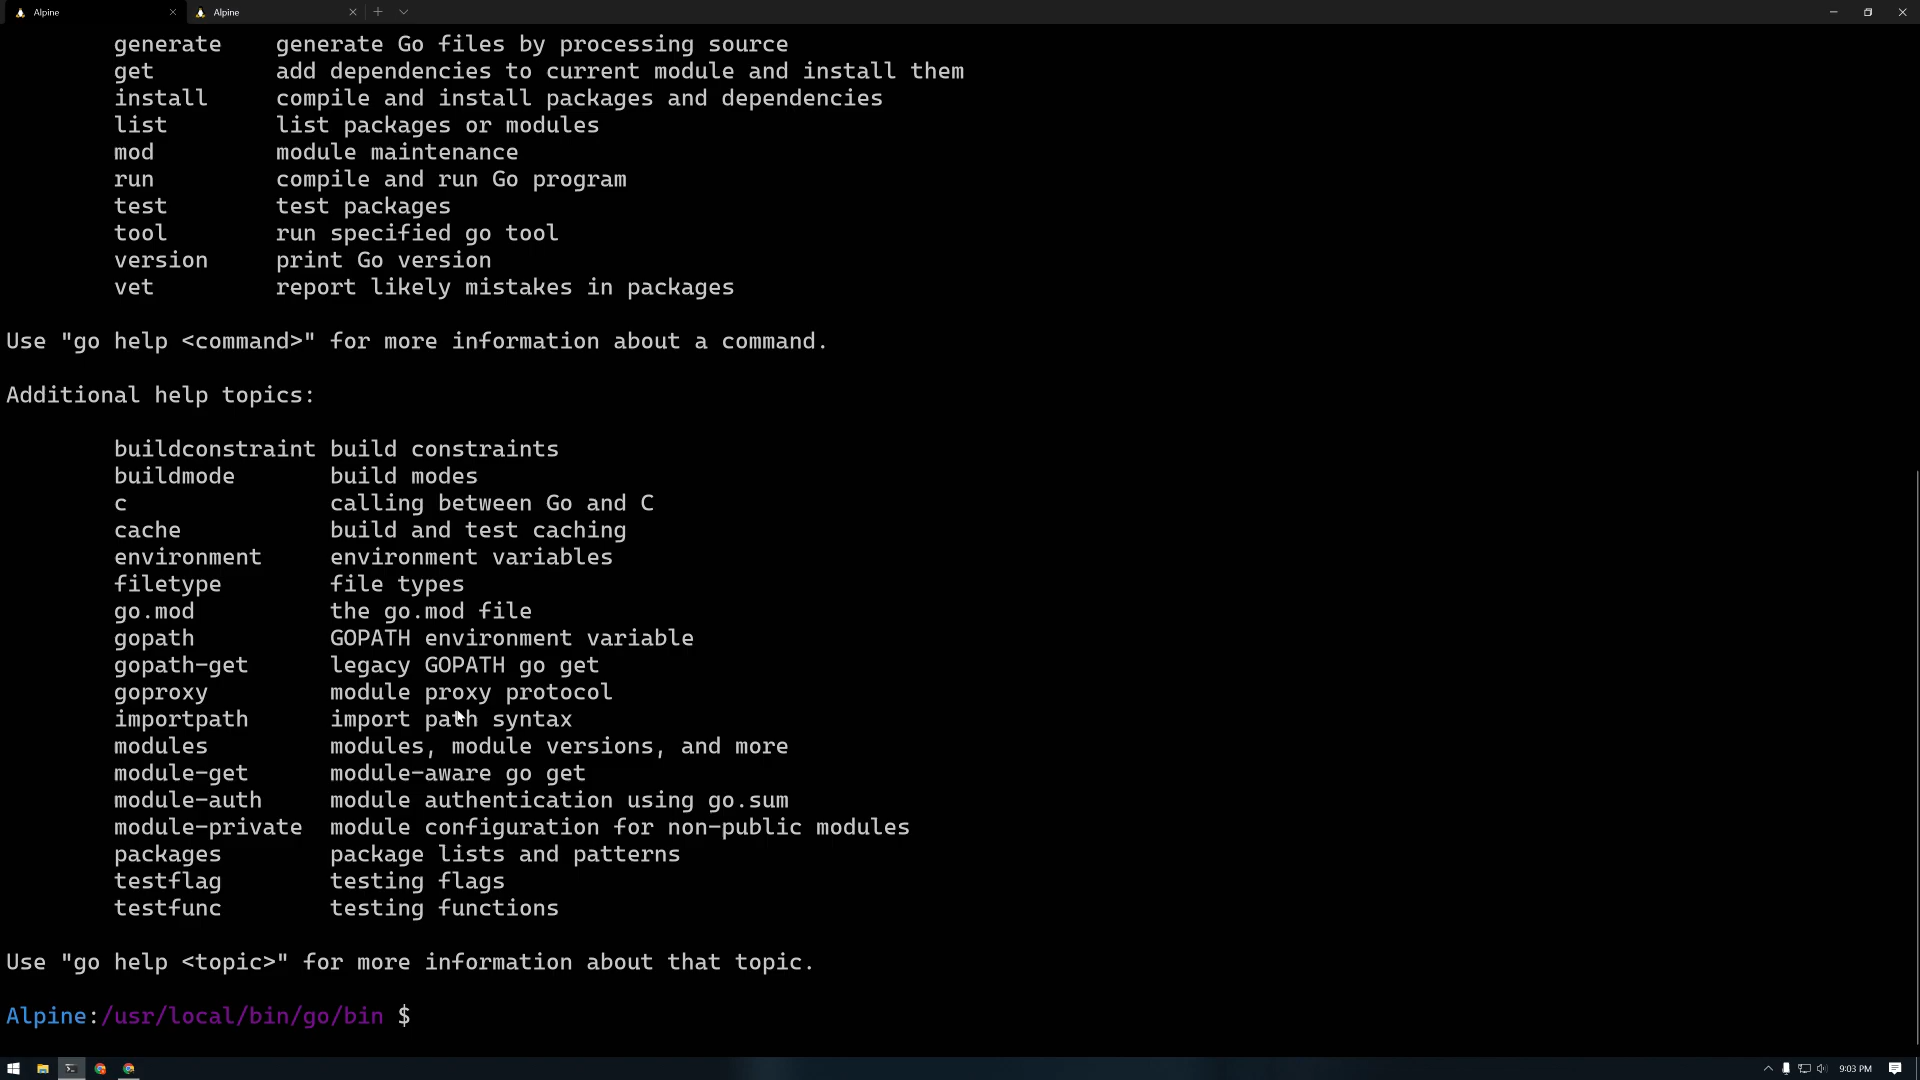 Alpine
Alpine
generate generate Go files by processing source
get add dependencies to current module and install them
install compile and install packages and dependencies
list list packages or modules
mod module maintenance
run compile and run Go program
test test packages
tool run specified go tool
version print Go version
vet report likely mistakes in packages
Use "go help <command>" for more information about a command.
Additional help topics:
buildconstraint build constraints
buildmode build modes
c calling between Go and C
cache build and test caching
environment environment variables
filetype file types
go.mod the go.mod file
gopath GOPATH environment variable
gopath-get legacy GOPATH go get
goproxy module proxy protocol
importpath import path syntax
modules modules, module versions, and more
module-get module-aware go get
module-auth module authentication using go.sum
module-private module configuration for non-public modules
packages package lists and patterns
testflag testing flags
testfunc testing functions
Use "go help <topic>" for more information about that topic.
Alpine:/usr/local/bin/go/bin $
9:03 PM